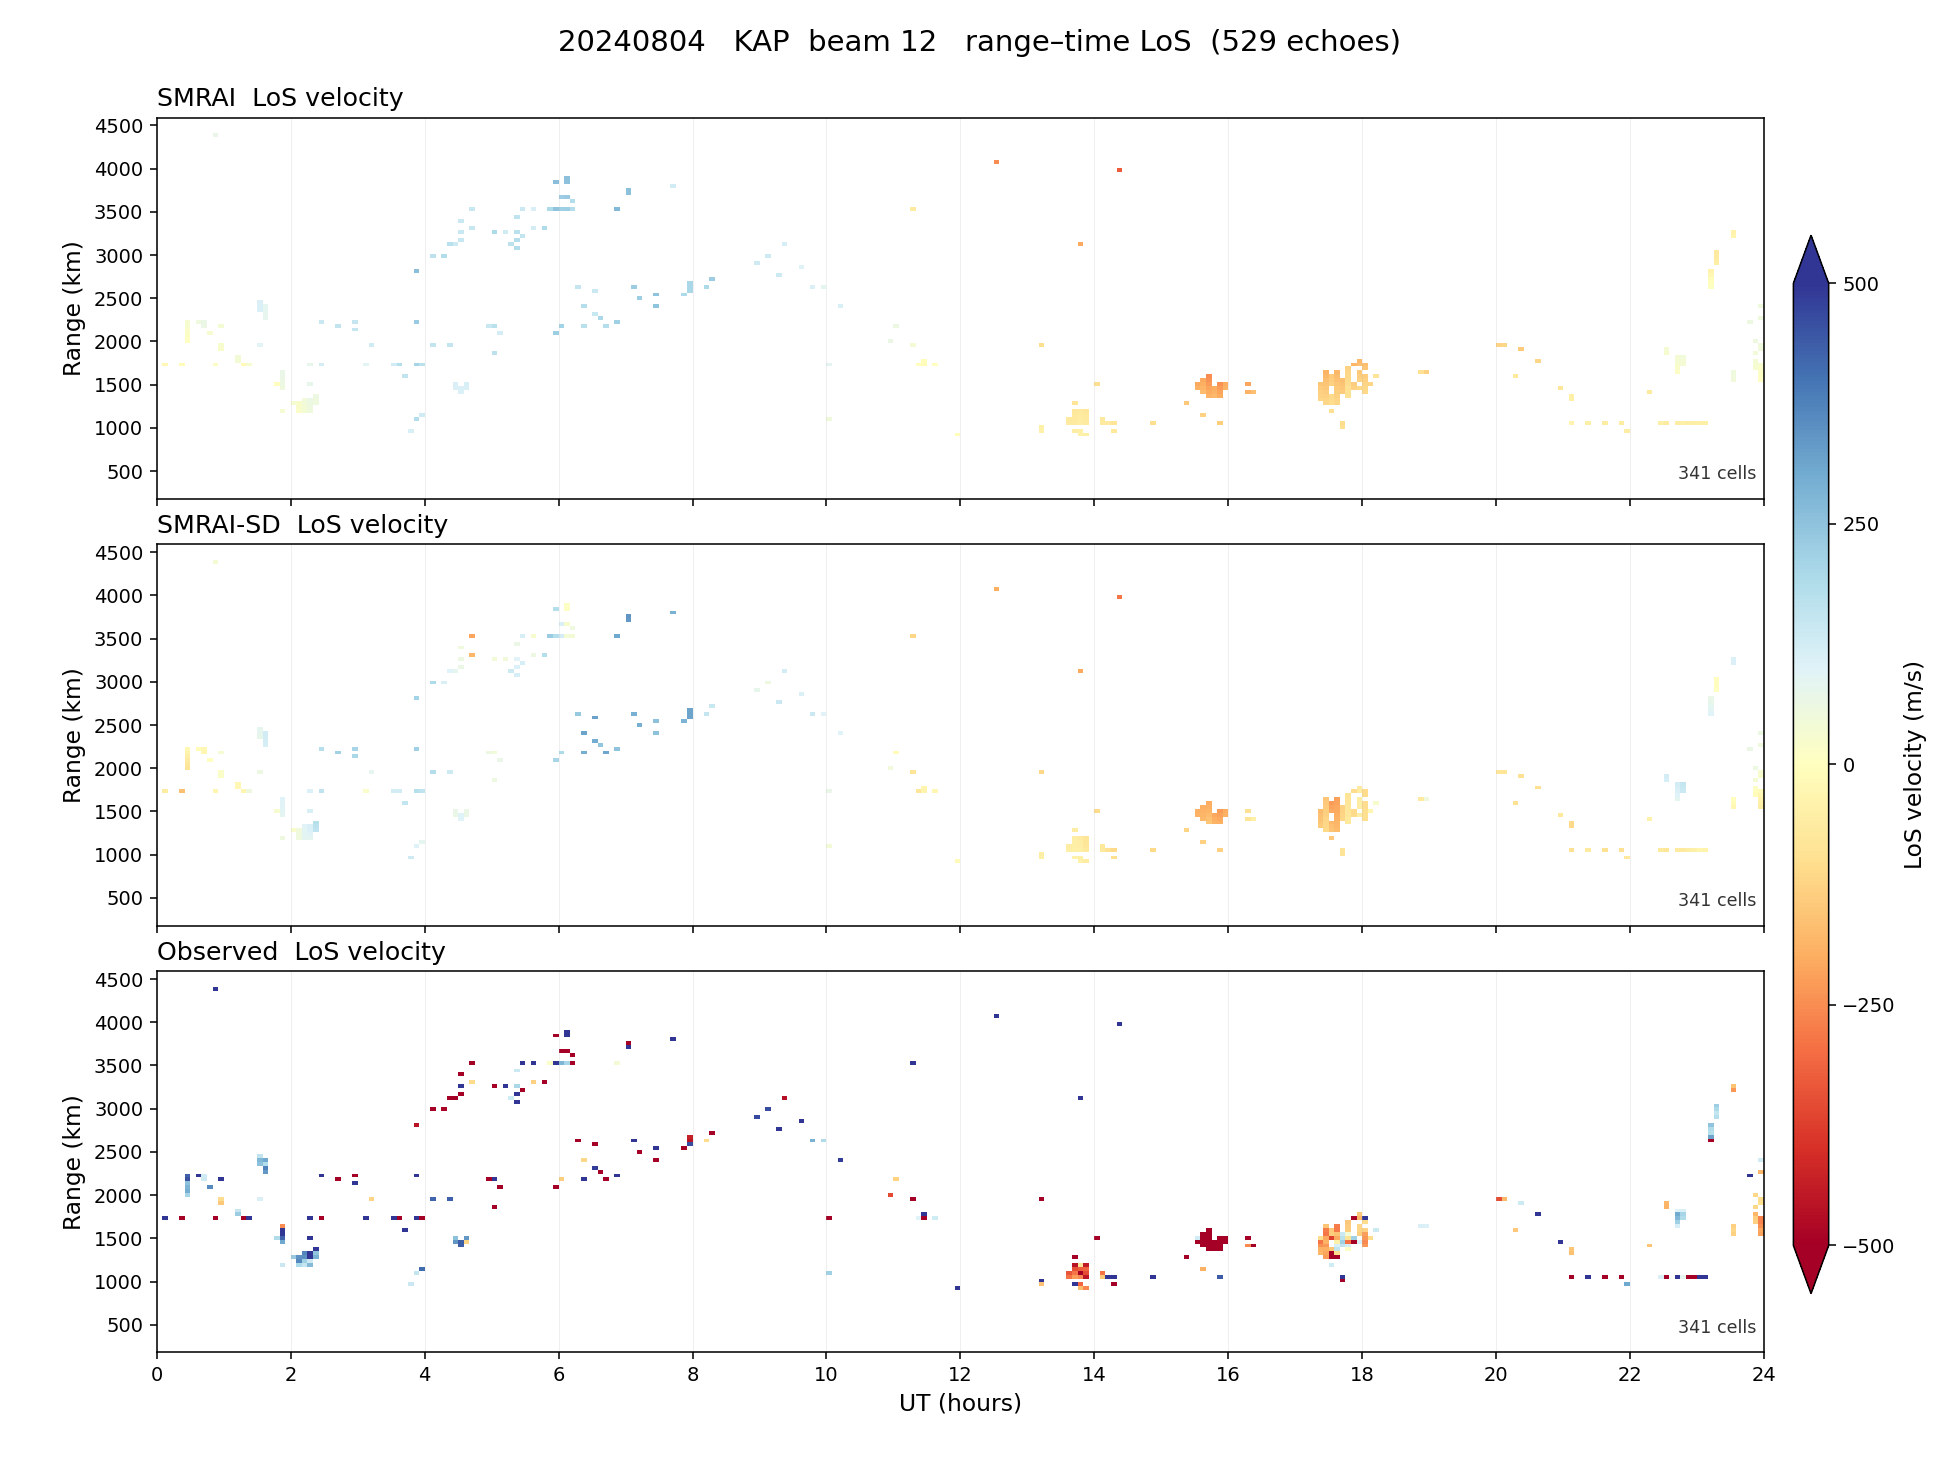 20240804   KAP  beam 12   range–time LoS  (529 echoes)
SMRAI  LoS velocity
4500
4000
3500
3000
2500
2000
1500
1000
500
Range (km)
341 cells
SMRAI-SD  LoS velocity
4500
4000
3500
3000
2500
2000
1500
1000
500
Range (km)
341 cells
Observed  LoS velocity
4500
4000
3500
3000
2500
2000
1500
1000
500
Range (km)
341 cells
0 2 4 6 8 10 12 14 16 18 20 22 24
UT (hours)
500
250
0
−250
−500
LoS velocity (m/s)